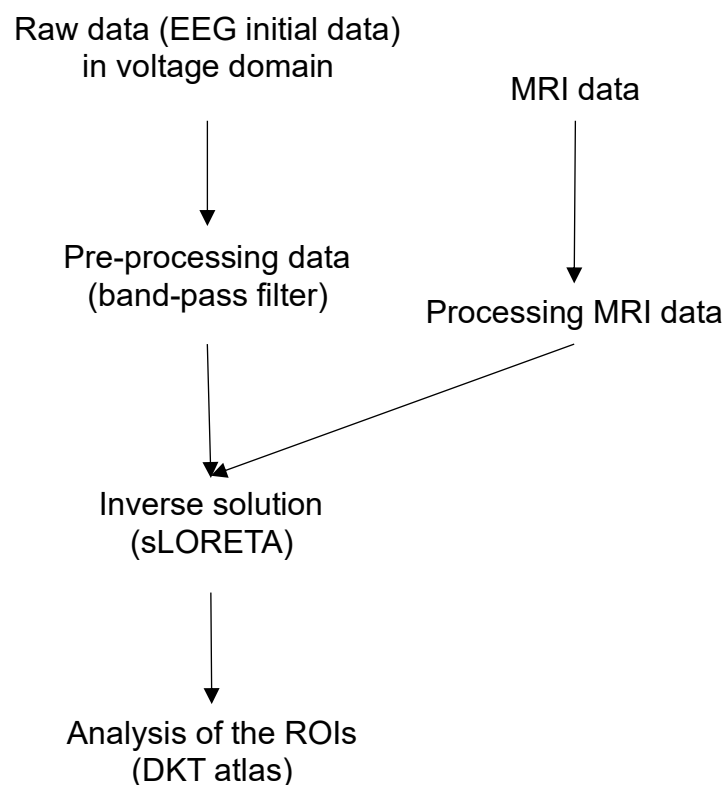 Raw data (EEG initial data)
in voltage domain
MRI data
Pre-processing data
(band-pass filter)
Processing MRI data
Inverse solution
(sLORETA)
Analysis of the ROIs
(DKT atlas)